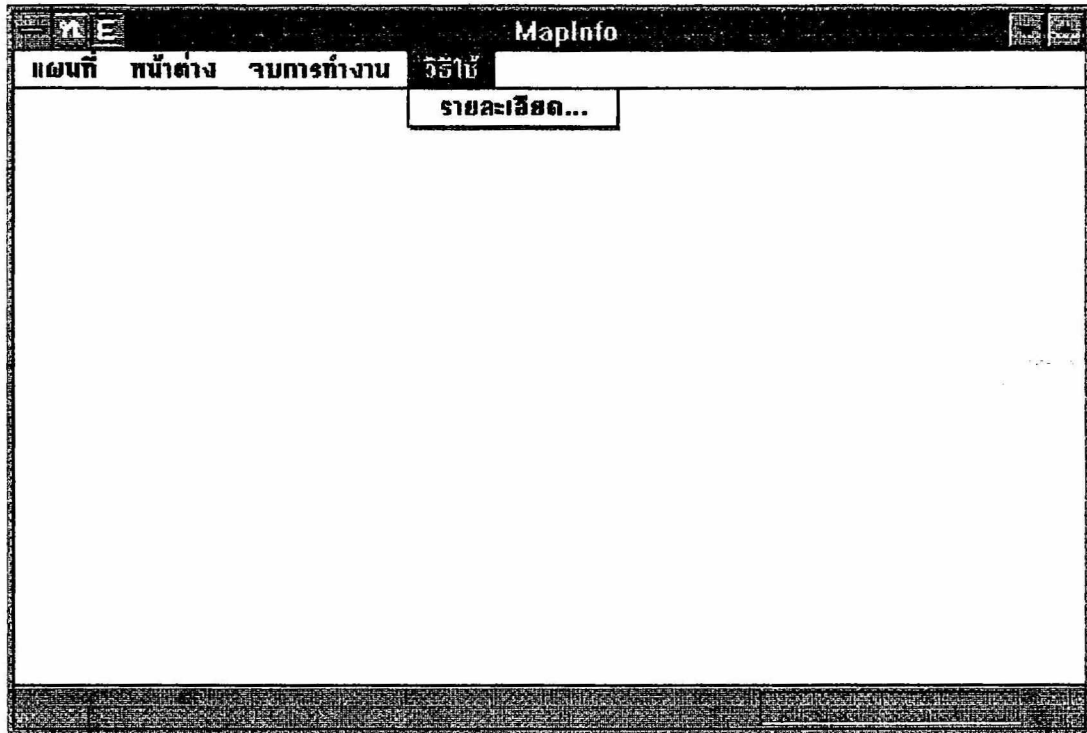 ท E MapInfo
แผนที่ หน้าต่าง จบการทำงาน วิธีใช้
รายละเอียด...